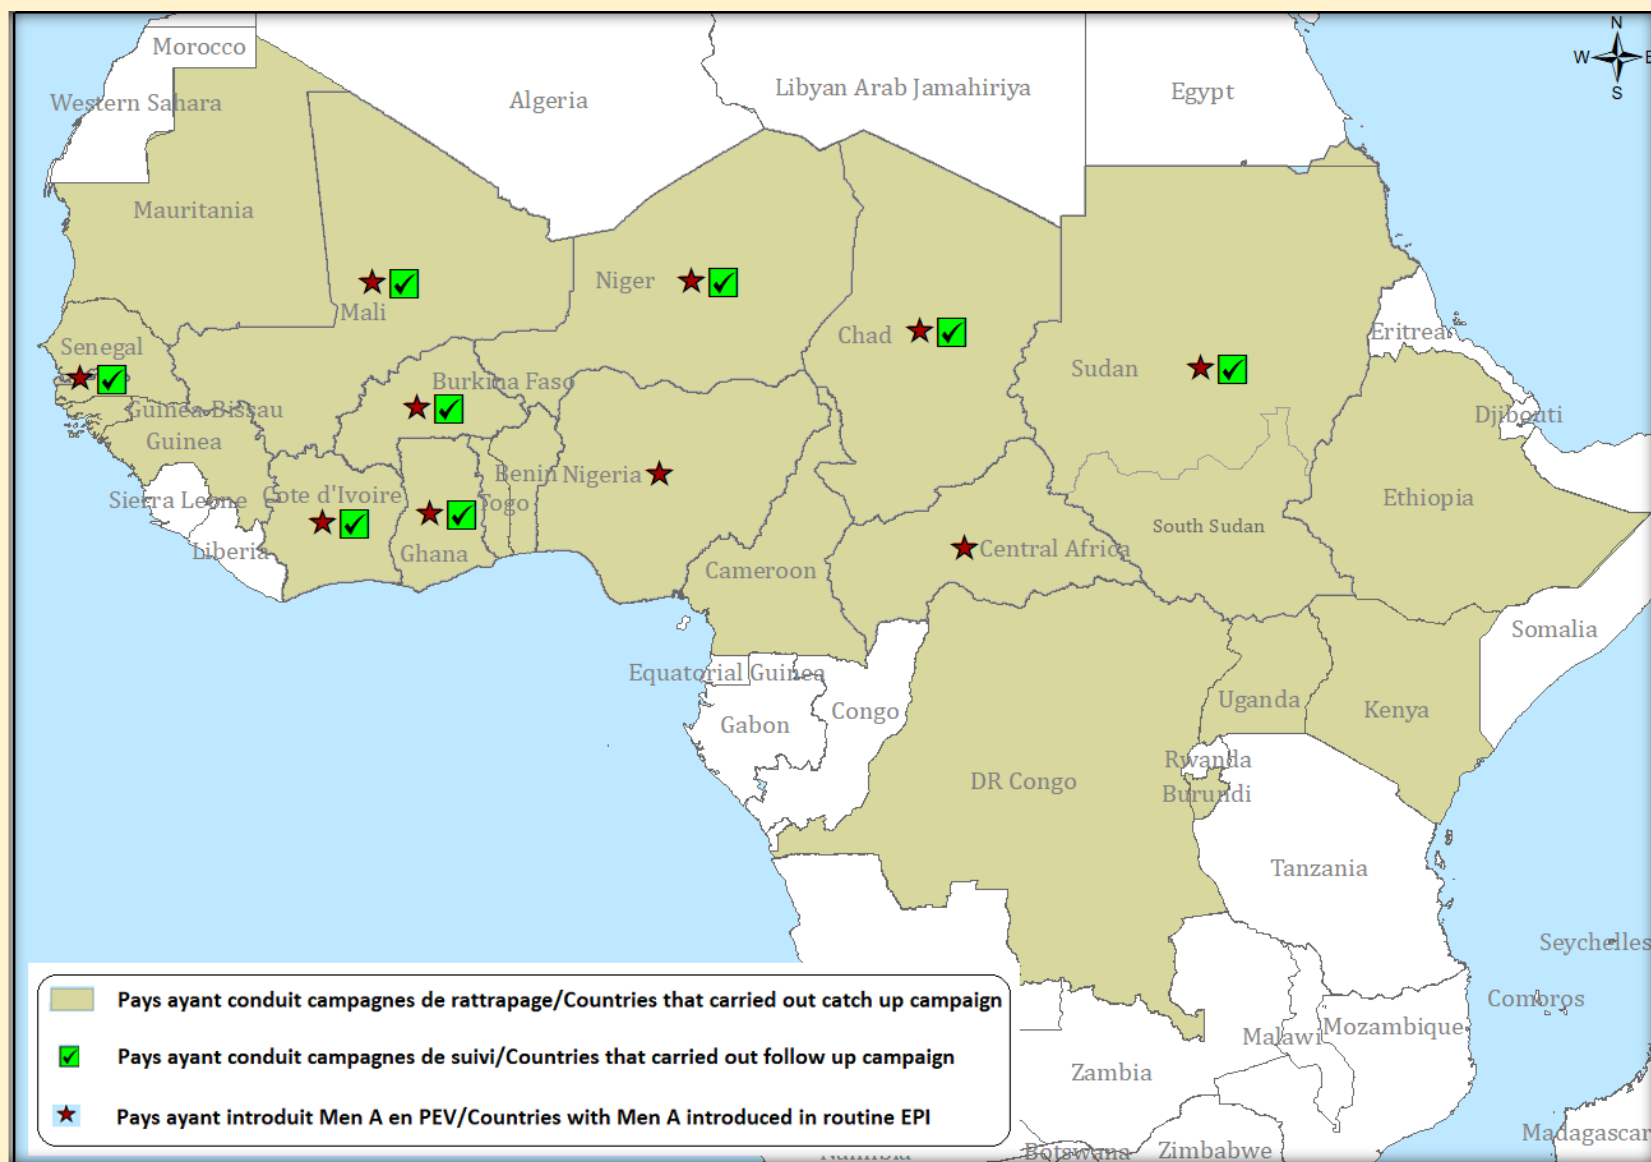 N
W
E
S
Morocco
Western Sahara
Algeria
Libyan Arab Jamahiriya
Egypt
Mauritania
Mali
Niger
Chad
Sudan
Eritrea
Senegal
Burkina Faso
Djibouti
Guinea-Bissau
Guinea
Benin
Nigeria
Togo
Sierra Leone
Cote d'Ivoire
Ethiopia
South Sudan
Liberia
Ghana
Central Africa
Cameroon
Somalia
Equatorial Guinea
Gabon
Congo
Uganda
Kenya
Rwanda
DR Congo
Burundi
Tanzania
Seychelles
Comoros
Malawi
Mozambique
Zambia
Madagascar
Botswana
Zimbabwe
Namibia
Pays ayant conduit campagnes de rattrapage/Countries that carried out catch up campaign
Pays ayant conduit campagnes de suivi/Countries that carried out follow up campaign
Pays ayant introduit Men A en PEV/Countries with Men A introduced in routine EPI